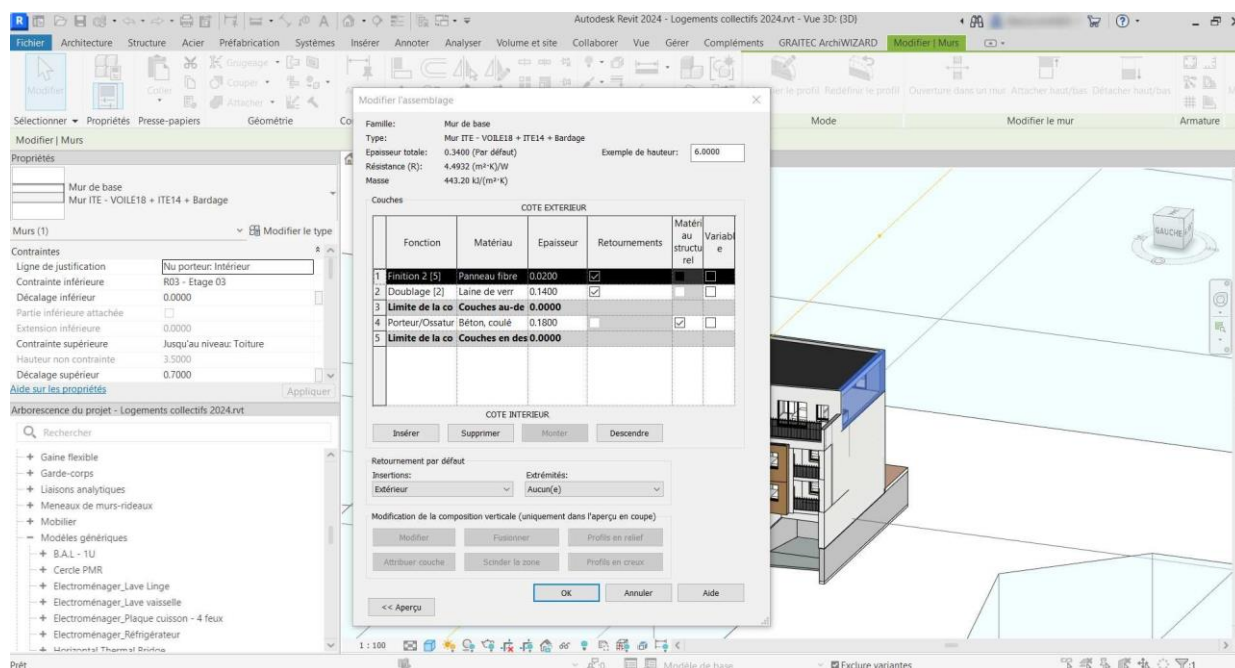 Autodesk Revit 2024 - Logements collectifs 2024.rvt - Vue 3D: {3D}
Fichier Architecture Structure Acier Préfabrication Systèmes Insérer Annoter Analyser Volume et site Collaborer Vue Gérer Compléments GRAITEC ArchiWIZARD Modifier | Murs
Modifier Coller Grugeage Couper Attacher
ier le profil Redéfinir le profil Ouverture dans un mur Attacher haut/bas Détacher haut/bas
Sélectionner Propriétés Presse-papiers Géométrie Mode Modifier le mur Armature
Modifier | Murs
Propriétés
Mur de base
Mur ITE - VOILE18 + ITE14 + Bardage
Murs (1) Modifier le type
Contraintes
Ligne de justification Nu porteur: Intérieur
Contrainte inférieure R03 - Etage 03
Décalage inférieur 0.0000
Partie inférieure attachée
Extension inférieure 0.0000
Contrainte supérieure Jusqu'au niveau: Toiture
Hauteur non contrainte 3.5000
Décalage supérieur 0.7000
Aide sur les propriétés Appliquer
Arborescence du projet - Logements collectifs 2024.rvt
Rechercher
Gaine flexible
Garde-corps
Liaisons analytiques
Meneaux de murs-rideaux
Mobilier
Modèles génériques
B.A.L - 1U
Cercle PMR
Electroménager_Lave Linge
Electroménager_Lave vaisselle
Electroménager_Plaque cuisson - 4 feux
Electroménager_Réfrigérateur
Horizontal Thermal Bridge
Modifier l'assemblage
Famille: Mur de base
Type: Mur ITE - VOILE18 + ITE14 + Bardage
Epaisseur totale: 0.3400 (Par défaut) Exemple de hauteur: 6.0000
Résistance (R): 4.4932 (m²·K)/W
Masse 443.20 kJ/(m²·K)
Couches
COTE EXTERIEUR
Fonction Matériau Epaisseur Retournements Matéri au structu rel Variabl e
1 Finition 2 [5] Panneau fibre 0.0200
2 Doublage [2] Laine de verr 0.1400
3 Limite de la co Couches au-de 0.0000
4 Porteur/Ossatur Béton, coulé 0.1800
5 Limite de la co Couches en des 0.0000
COTE INTERIEUR
Insérer Supprimer Monter Descendre
Retournement par défaut
Insertions: Extrémités:
Extérieur Aucun(e)
Modification de la composition verticale (uniquement dans l'aperçu en coupe)
Modifier Fusionner Profils en relief
Attribuer couche Scinder la zone Profils en creux
OK Annuler Aide
<< Aperçu
GAUCHE
1 : 100
Prêt :0 Modèle de base Exclure variantes :1